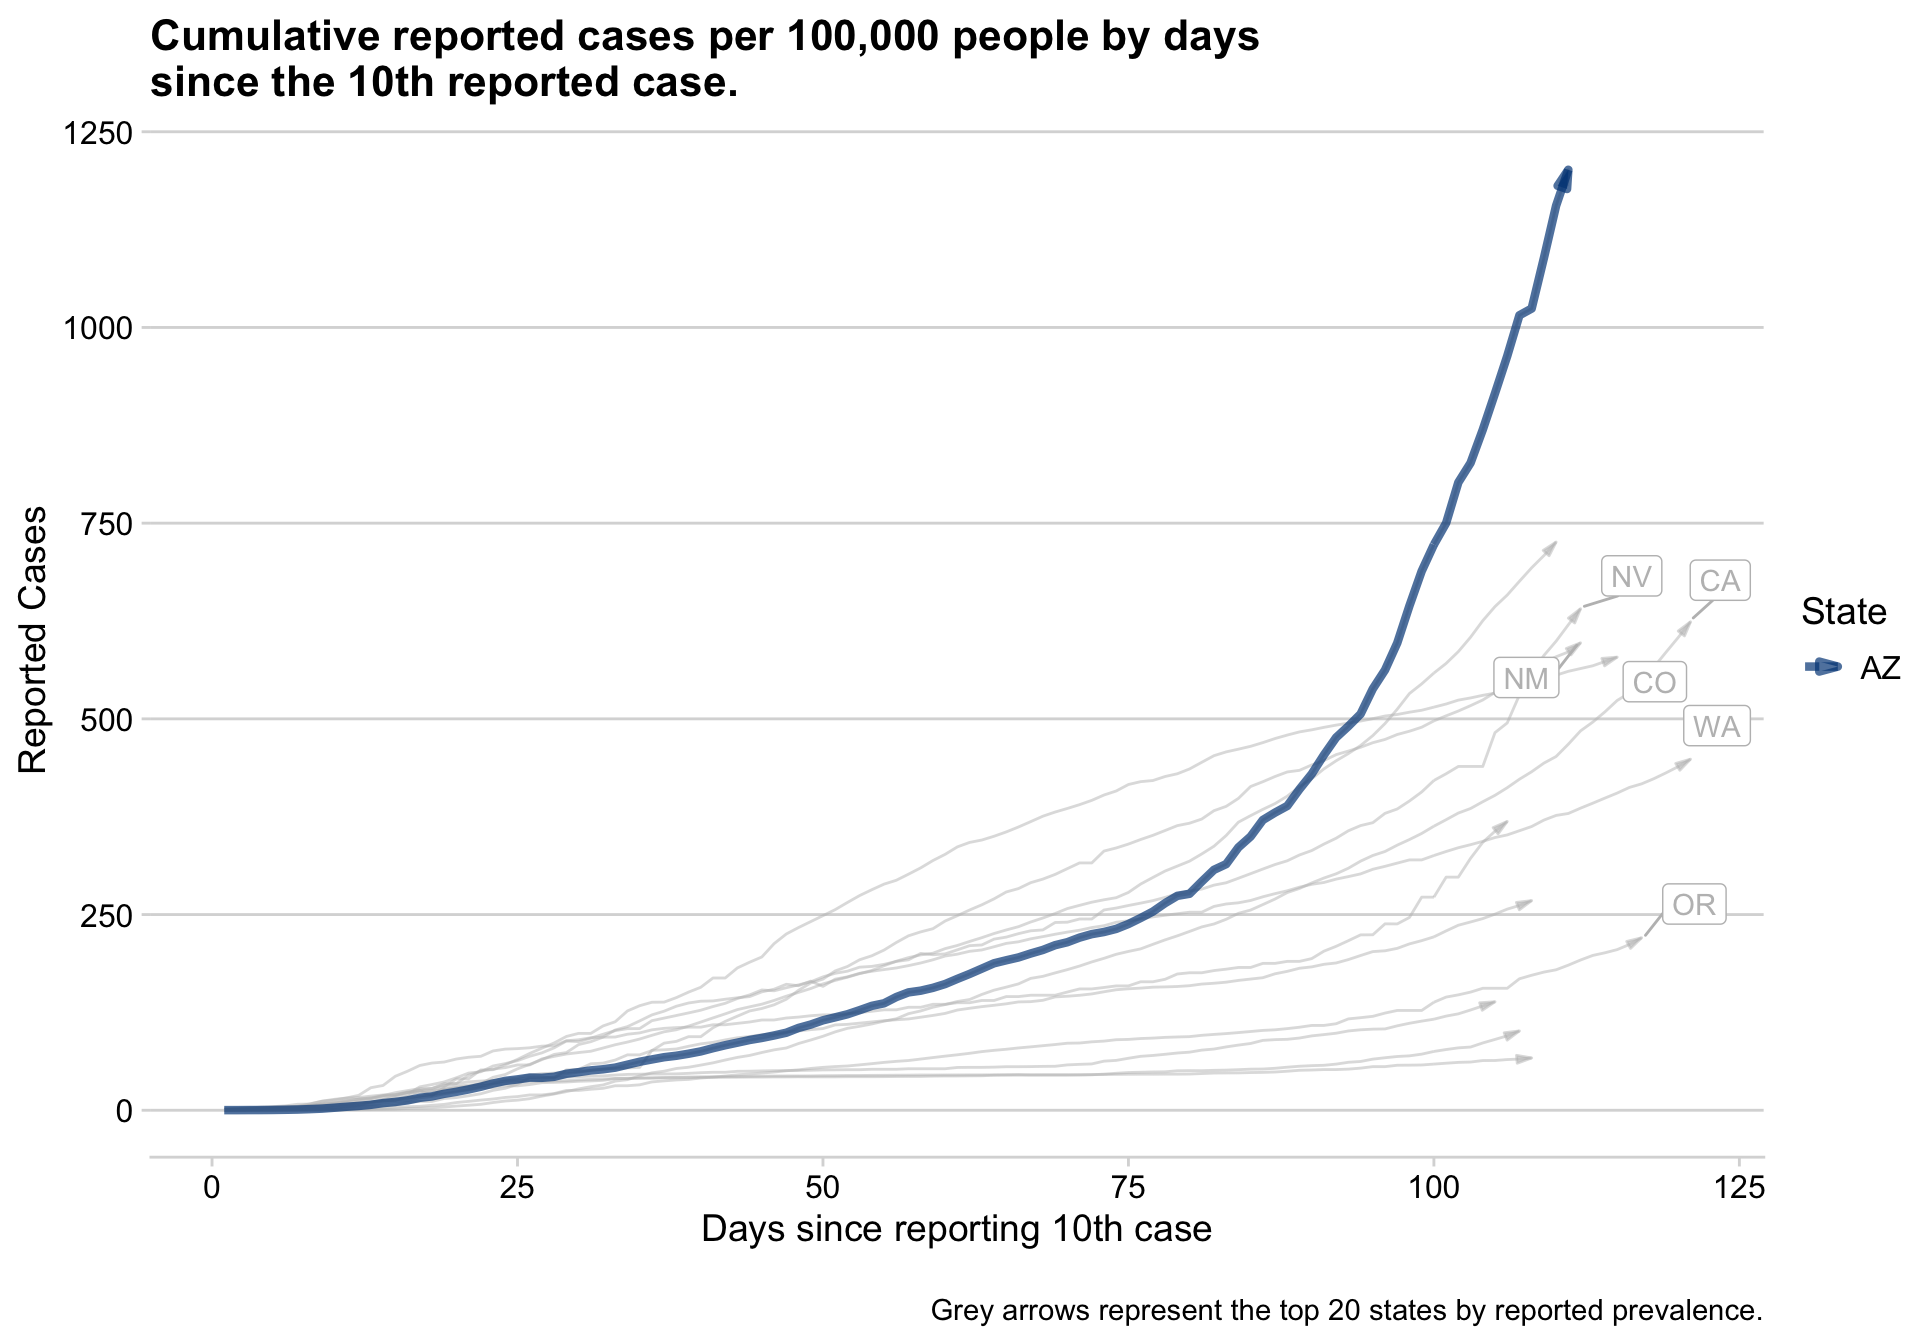 Cumulative reported cases per 100,000 people by days
since the 10th reported case.
1250
1000
750
500
250
0
Reported Cases
NV
CA
NM
CO
WA
OR
State
AZ
0 25 50 75 100 125
Days since reporting 10th case
Grey arrows represent the top 20 states by reported prevalence.